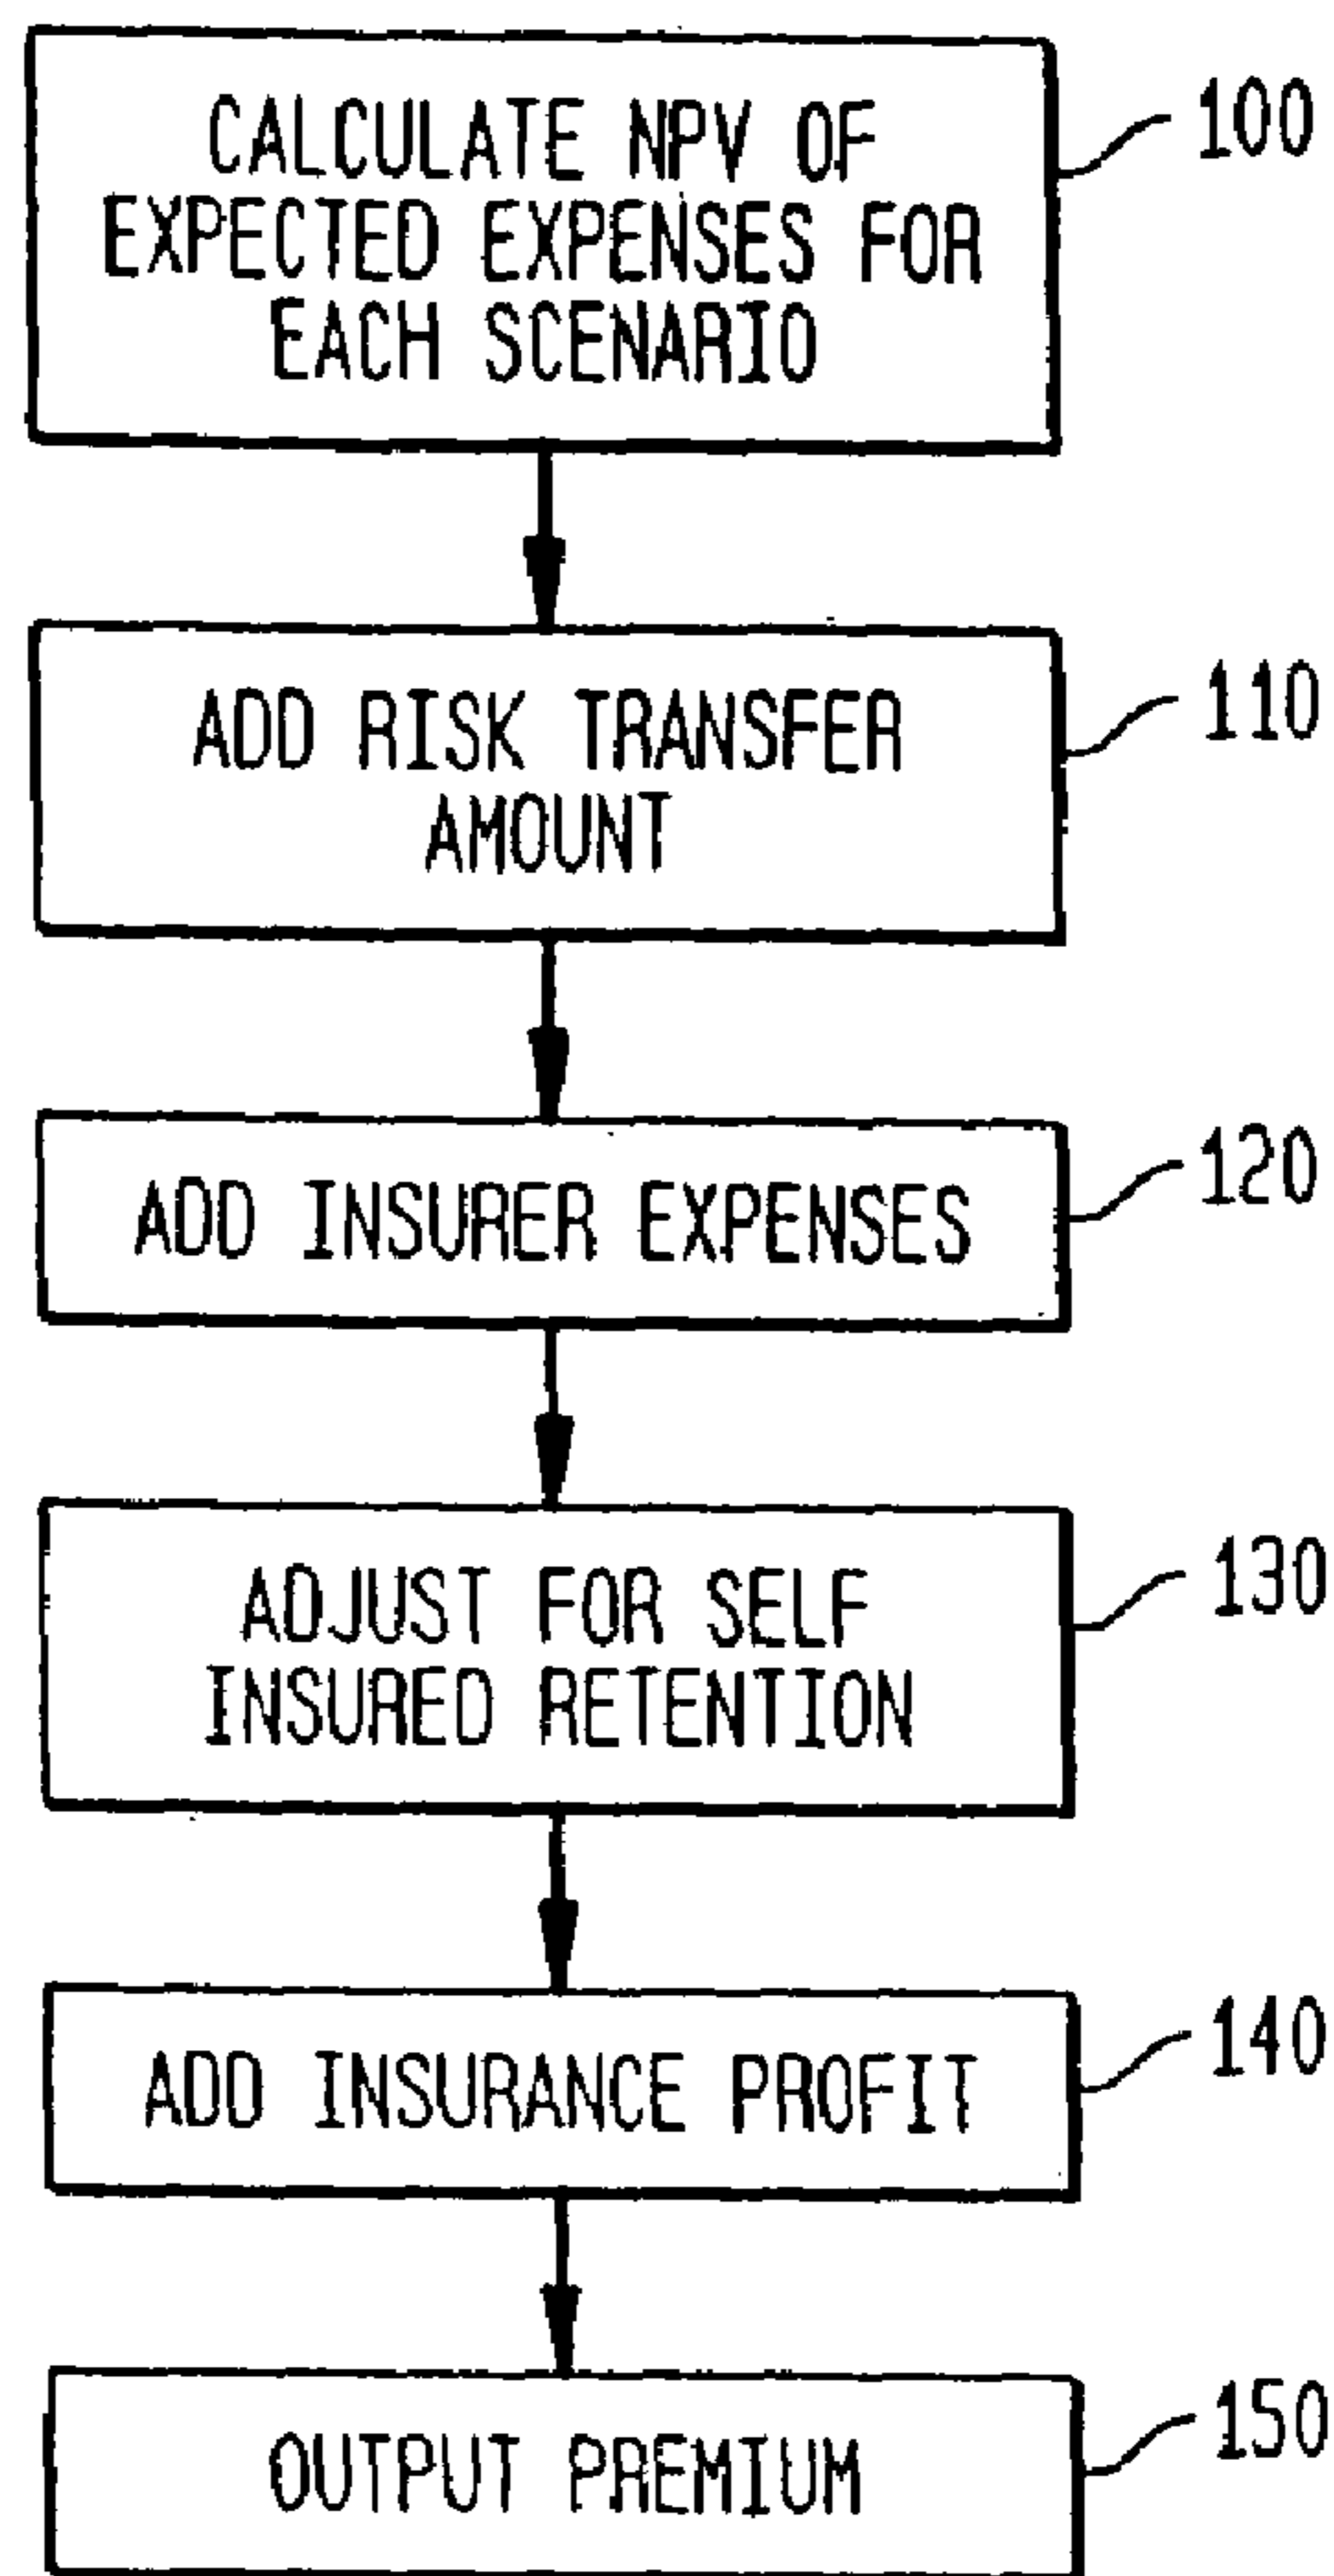 CALCULATE NPV OF
EXPECTED EXPENSES FOR
EACH SCENARIO
100
ADD RISK TRANSFER
AMOUNT
110
ADD INSURER EXPENSES
120
ADJUST FOR SELF
INSURED RETENTION
130
ADD INSURANCE PROFIT
140
OUTPUT PREMIUM
150